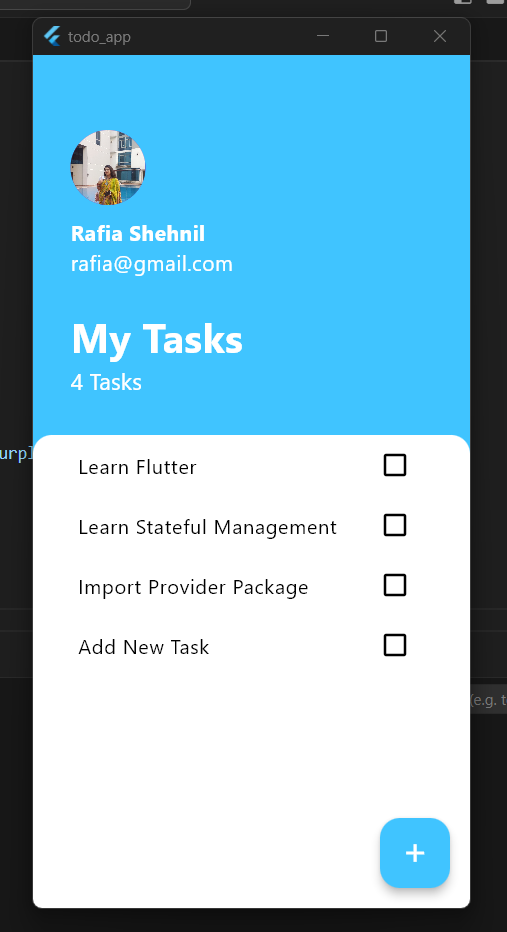 todo_app
Rafia Shehnil
rafia@gmail.com
My Tasks
4 Tasks
urpl
Learn Flutter
Learn Stateful Management
Import Provider Package
Add New Task
(e.g. t
+